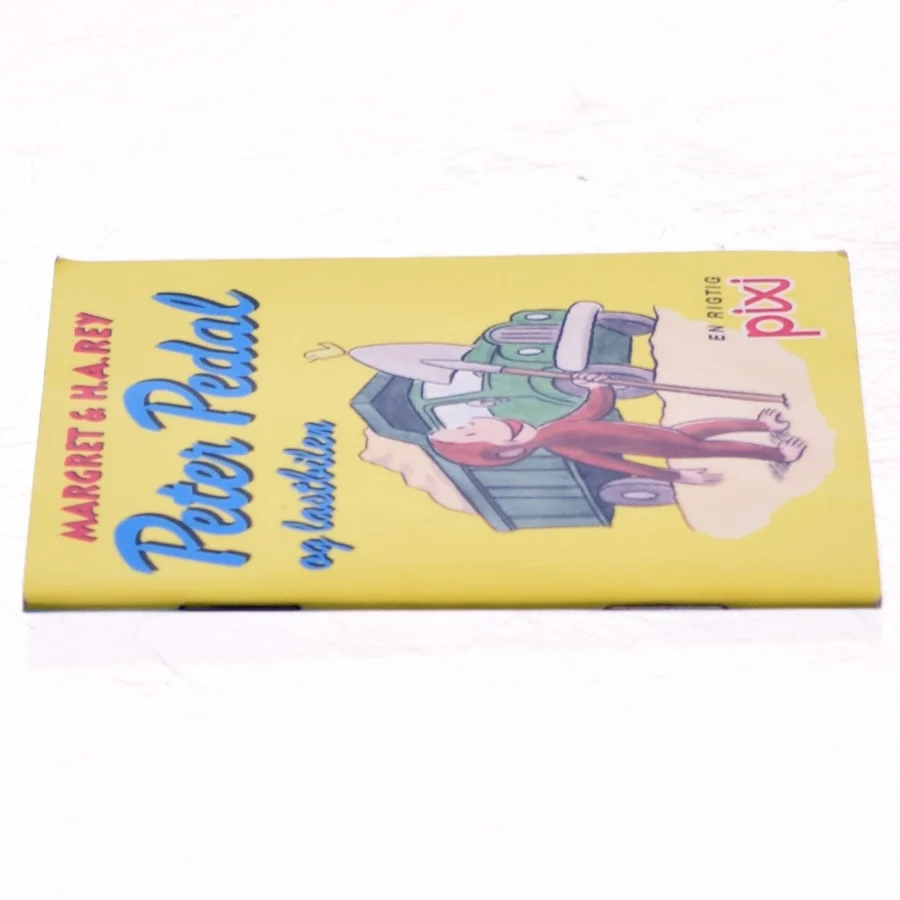 MARGRET & H.A.REY
Peter Pedal
og lastbilen
EN RIGTIG
pixi